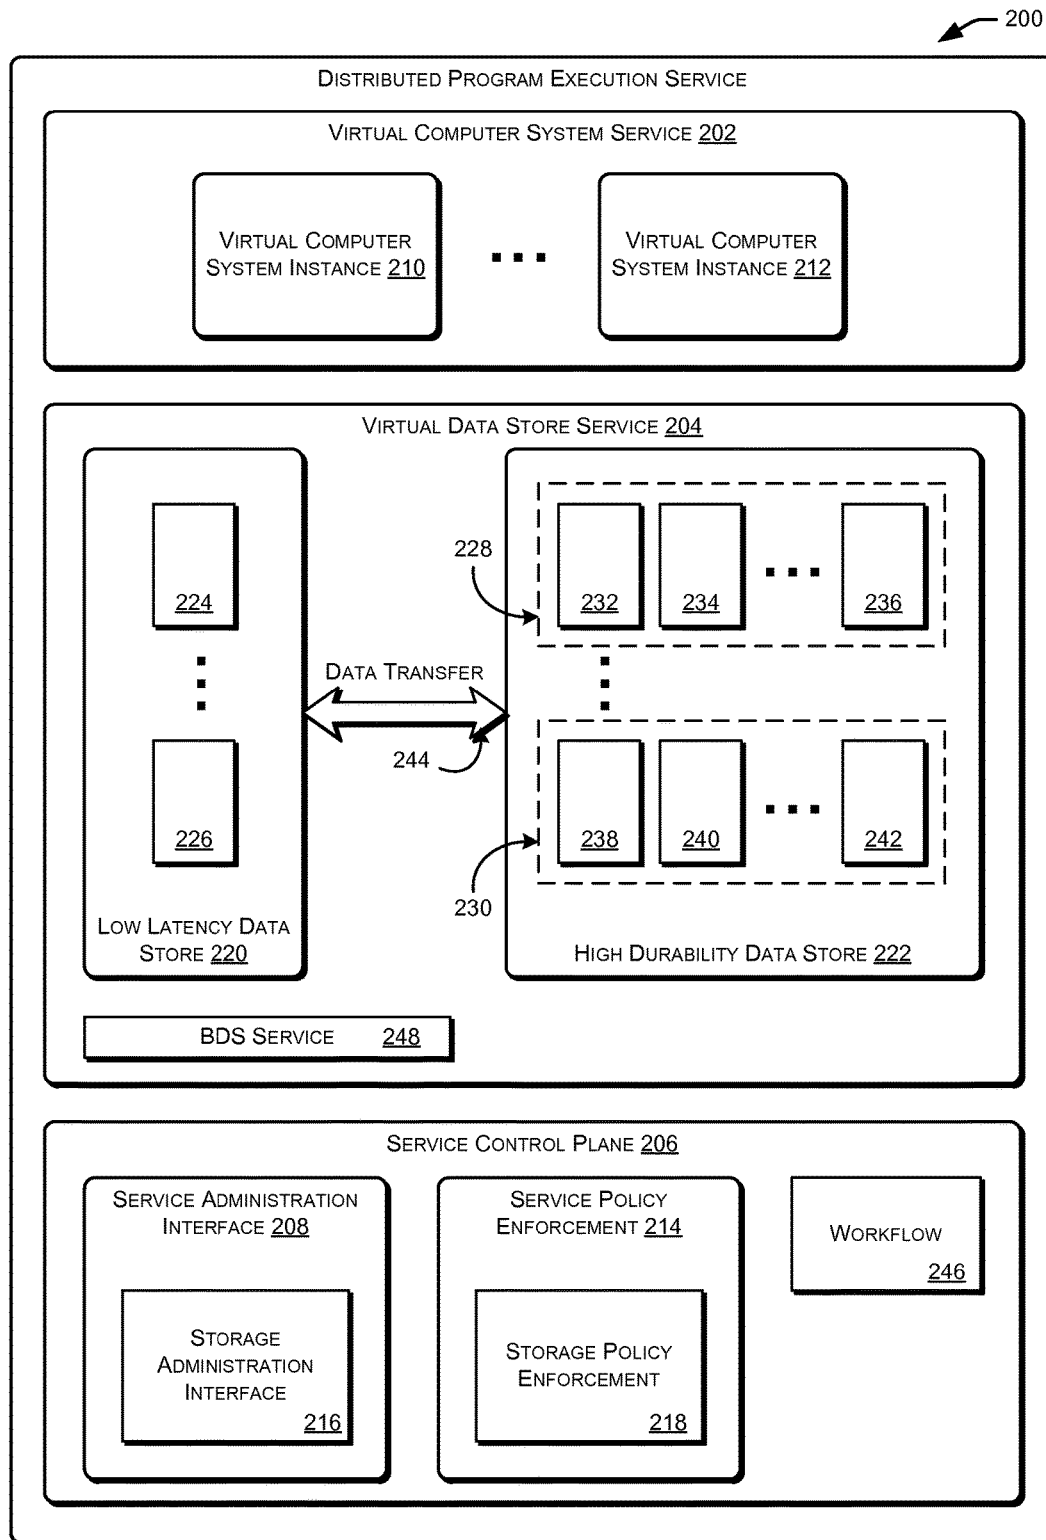 200
DISTRIBUTED PROGRAM EXECUTION SERVICE
VIRTUAL COMPUTER SYSTEM SERVICE 202
VIRTUAL COMPUTER
SYSTEM INSTANCE 210
VIRTUAL COMPUTER
SYSTEM INSTANCE 212
VIRTUAL DATA STORE SERVICE 204
224
226
LOW LATENCY DATA
STORE 220
DATA TRANSFER
244
228
232 234 236
230
238 240 242
HIGH DURABILITY DATA STORE 222
BDS SERVICE 248
SERVICE CONTROL PLANE 206
SERVICE ADMINISTRATION
INTERFACE 208
STORAGE
ADMINISTRATION
INTERFACE
216
SERVICE POLICY
ENFORCEMENT 214
STORAGE POLICY
ENFORCEMENT
218
WORKFLOW
246